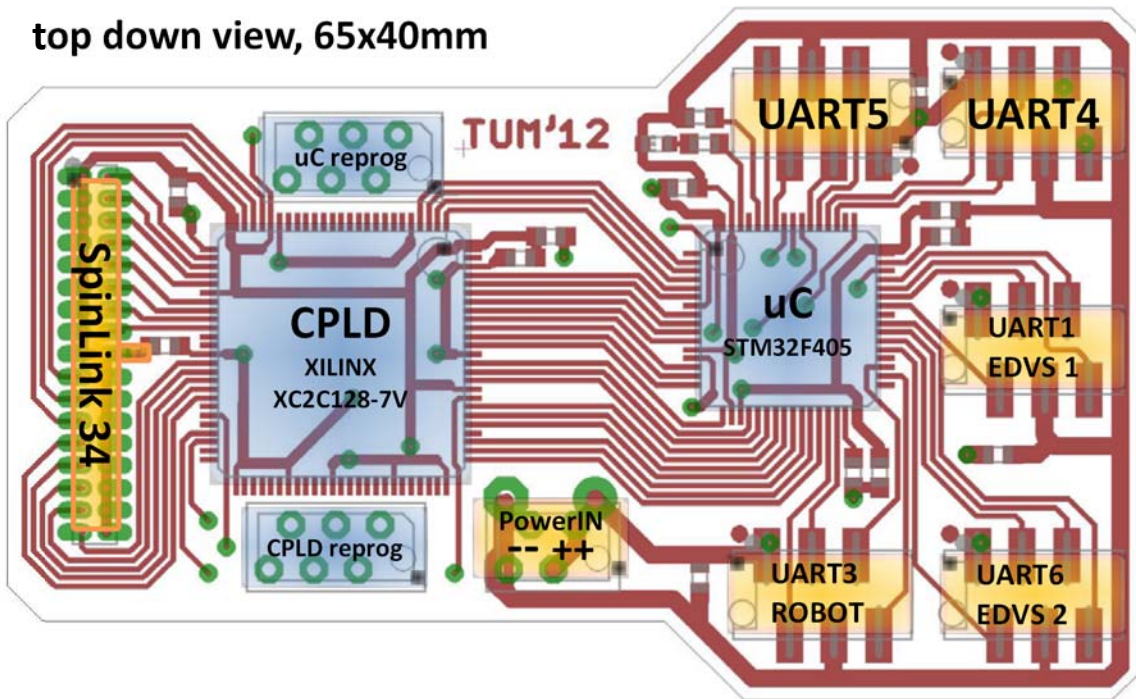 top down view, 65x40mm
UART5
UART4
uC reprog
TUM'12
SpinLink 34
CPLD
XILINX
XC2C128-7V
uC
STM32F405
UART1
EDVS 1
PowerIN
-- ++
CPLD reprog
UART3
ROBOT
UART6
EDVS 2